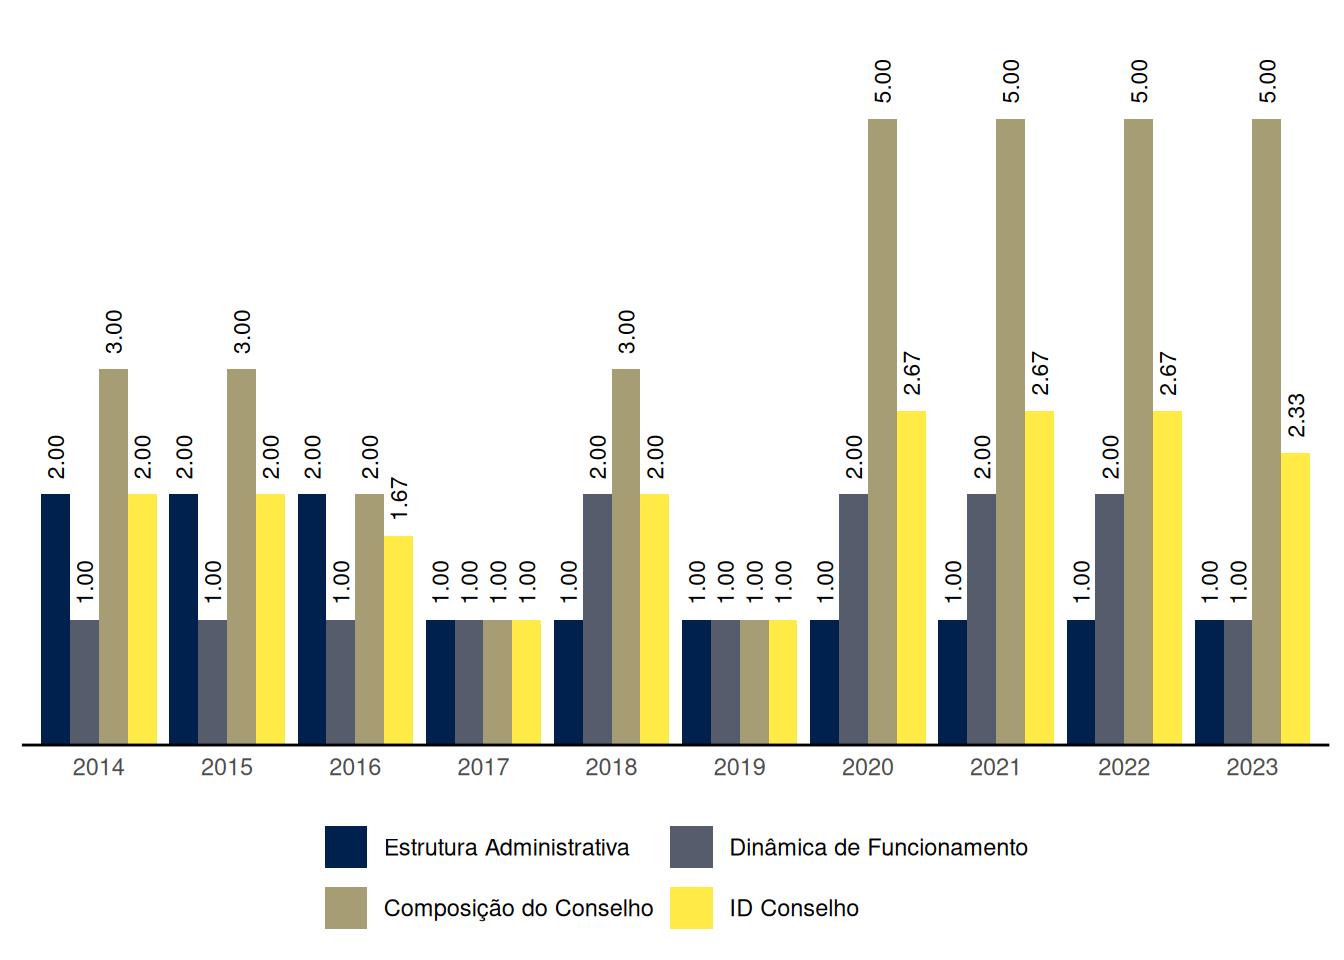 2.00 1.00 3.00 2.00 2.00 1.00 3.00 2.00 2.00 1.00 2.00 1.67 1.00 1.00 1.00 1.00 1.00 2.00 3.00 2.00 1.00 1.00 1.00 1.00 1.00 2.00 5.00 2.67 1.00 2.00 5.00 2.67 1.00 2.00 5.00 2.67 1.00 1.00 5.00 2.33
2014 2015 2016 2017 2018 2019 2020 2021 2022 2023
Estrutura Administrativa Dinâmica de Funcionamento
Composição do Conselho ID Conselho